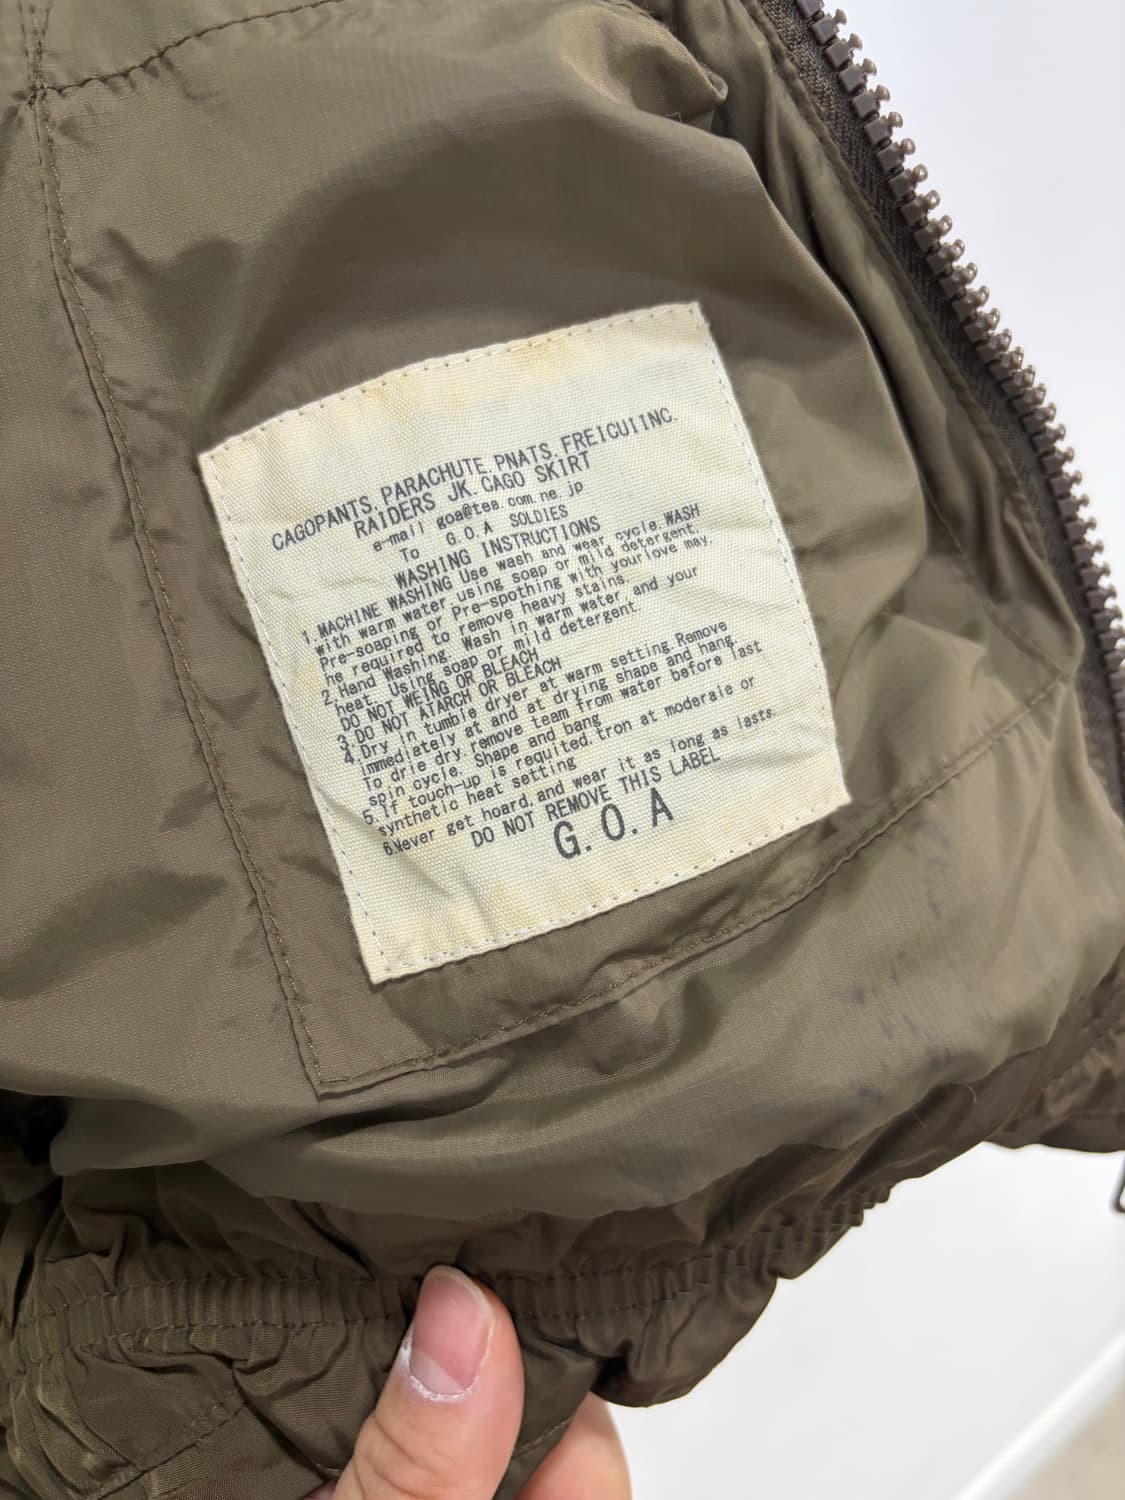 CAGOPANTS. PARACHUTE. PNATS. FREICUIINC.
RAIDERS JK. CAGO SKIRT
e-mail goa@tea.com.ne.jp
To G.O.A SOLDIES
WASHING INSTRUCTIONS
1.MACHINE WASHING Use wash and wear cycle.WASH
with warm water using soap or mild detergent.
Pre-soaping or Pre-spothing with yourlove may.
he required to remove heavy stains.
2.Hand Washing. Wash in warm water, and your
heat. Using soap or mild detergent.
DO NOT WEING OR BLEACH
3.DO NOT ATARCH OR BLEACH
4.Dry in tumble dryer at warm setting.Remove
immediately at and at drying shape and hang.
To drie dry remove team from water before last
spin cycle. Shape and bang
5.If touch-up is requited.tron at moderale or
synthetic heat setting
6.Never get hoard,and wear it as long as lasts.
DO NOT REMOVE THIS LABEL
G.O.A